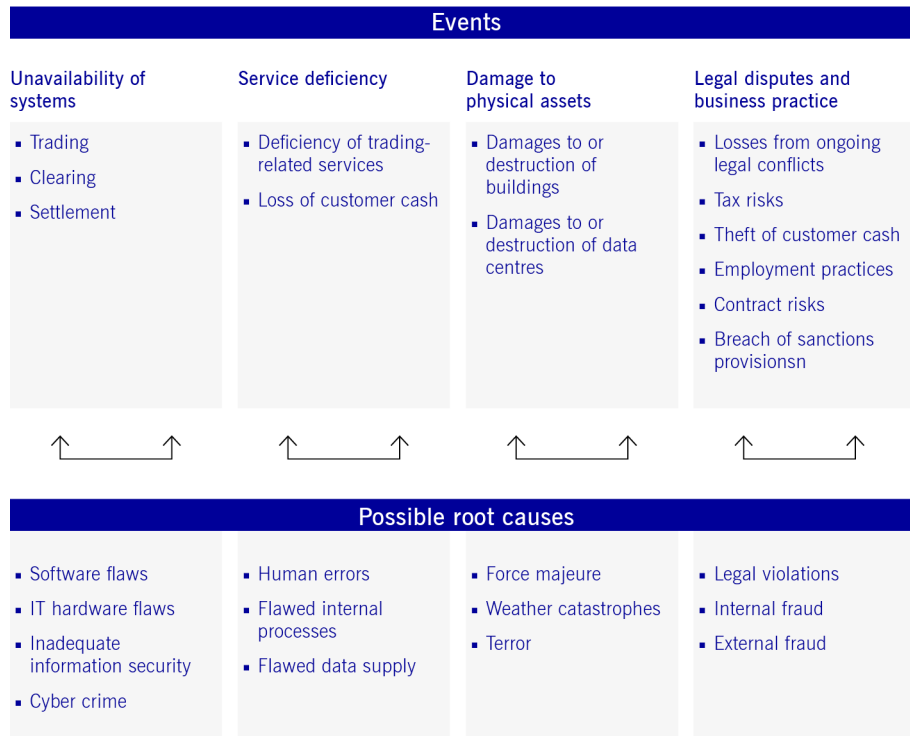 Events
Unavailability of
systems
▪ Trading
▪ Clearing
▪ Settlement
Service deficiency
▪ Deficiency of trading-
related services
▪ Loss of customer cash
Damage to
physical assets
▪ Damages to or
destruction of
buildings
▪ Damages to or
destruction of data
centres
Legal disputes and
business practice
▪ Losses from ongoing
legal conflicts
▪ Tax risks
▪ Theft of customer cash
▪ Employment practices
▪ Contract risks
▪ Breach of sanctions
provisionsn
Possible root causes
▪ Software flaws
▪ IT hardware flaws
▪ Inadequate
information security
▪ Cyber crime
▪ Human errors
▪ Flawed internal
processes
▪ Flawed data supply
▪ Force majeure
▪ Weather catastrophes
▪ Terror
▪ Legal violations
▪ Internal fraud
▪ External fraud